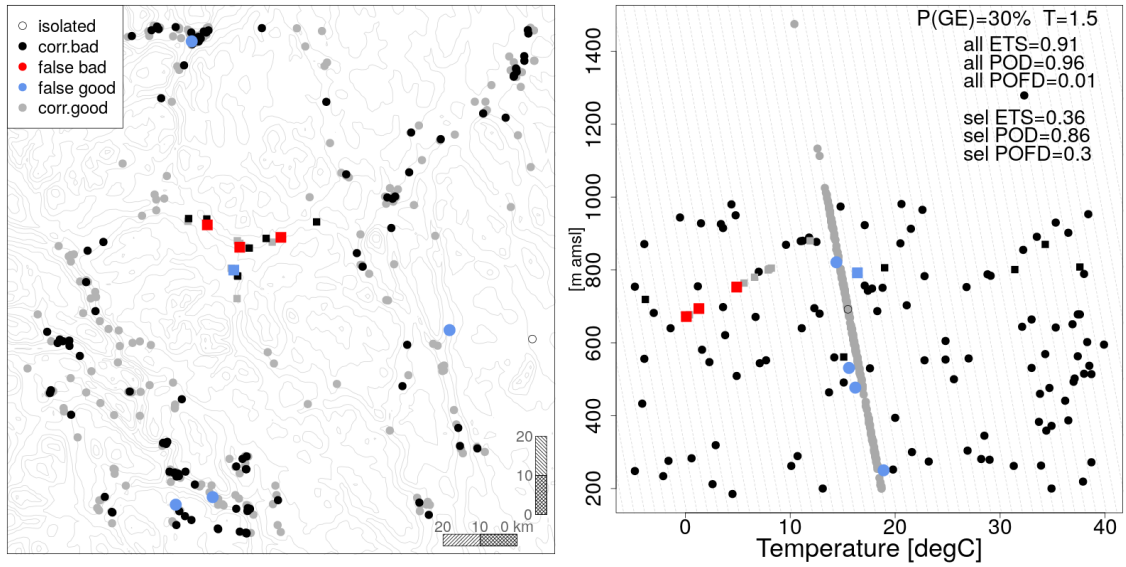 isolated
corr.bad
false bad
false good
corr.good
20
10
0
20 10 0 km
P(GE)=30% T=1.5
all ETS=0.91
all POD=0.96
all POFD=0.01
sel ETS=0.36
sel POD=0.86
sel POFD=0.3
[m amsl]
1400
1200
1000
800
600
400
200
0 10 20 30 40
Temperature [degC]